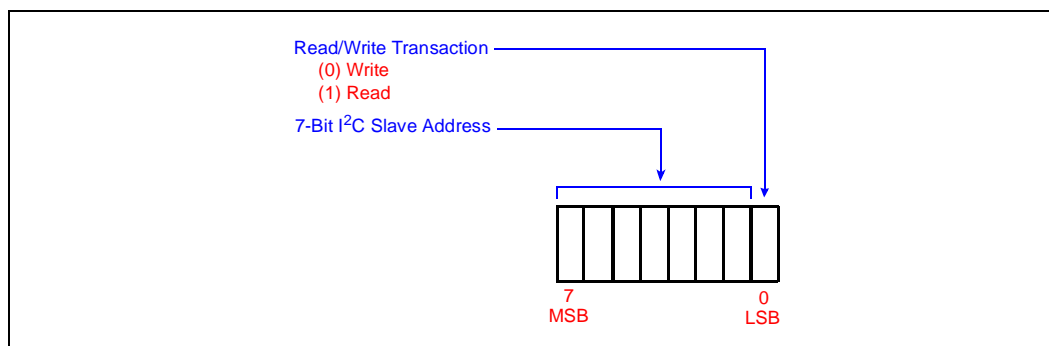 Read/Write Transaction
(0) Write
(1) Read
7-Bit I²C Slave Address
7
MSB
0
LSB